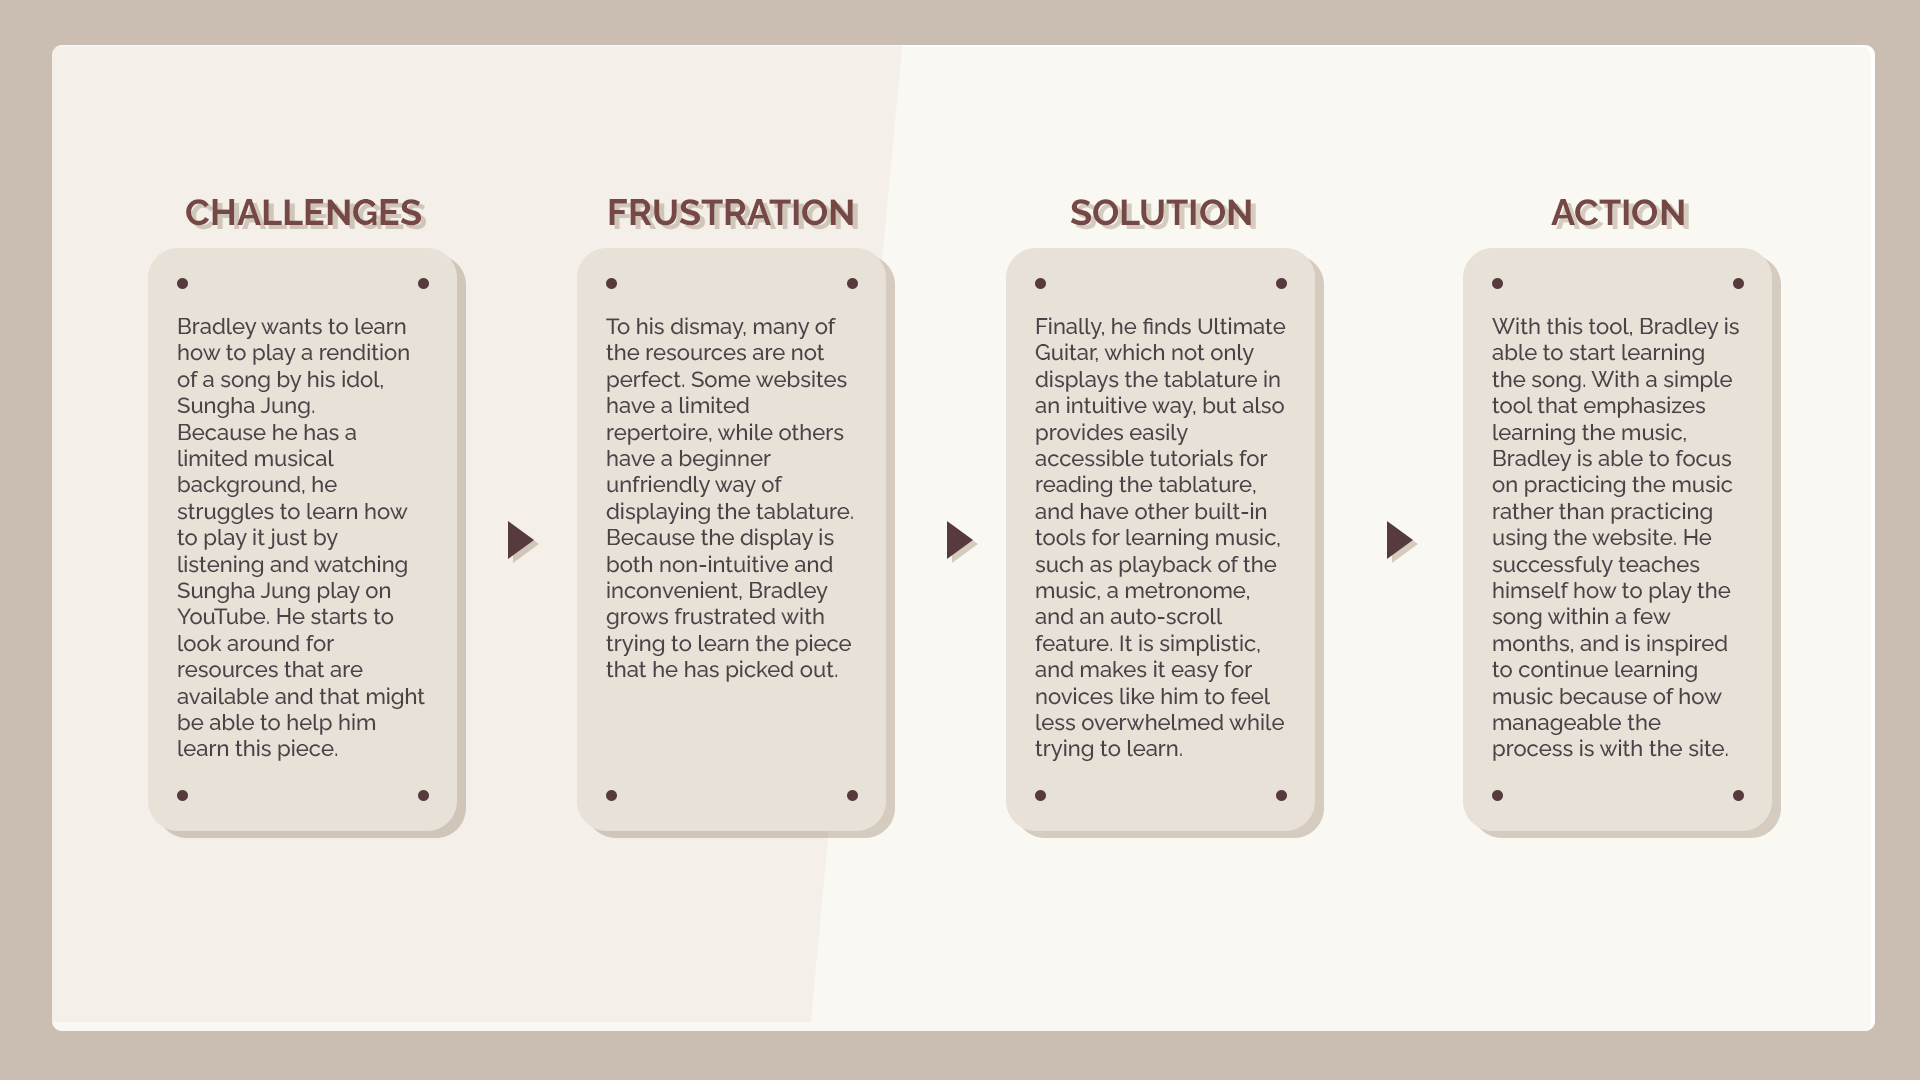 CHALLENGES
Bradley wants to learn
how to play a rendition
of a song by his idol,
Sungha Jung.
Because he has a
limited musical
background, he
struggles to learn how
to play it just by
listening and watching
Sungha Jung play on
YouTube. He starts to
look around for
resources that are
available and that might
be able to help him
learn this piece.
FRUSTRATION
To his dismay, many of
the resources are not
perfect. Some websites
have a limited
repertoire, while others
have a beginner
unfriendly way of
displaying the tablature.
Because the display is
both non-intuitive and
inconvenient, Bradley
grows frustrated with
trying to learn the piece
that he has picked out.
SOLUTION
Finally, he finds Ultimate
Guitar, which not only
displays the tablature in
an intuitive way, but also
provides easily
accessible tutorials for
reading the tablature,
and have other built-in
tools for learning music,
such as playback of the
music, a metronome,
and an auto-scroll
feature. It is simplistic,
and makes it easy for
novices like him to feel
less overwhelmed while
trying to learn.
ACTION
With this tool, Bradley is
able to start learning
the song. With a simple
tool that emphasizes
learning the music,
Bradley is able to focus
on practicing the music
rather than practicing
using the website. He
successfuly teaches
himself how to play the
song within a few
months, and is inspired
to continue learning
music because of how
manageable the
process is with the site.